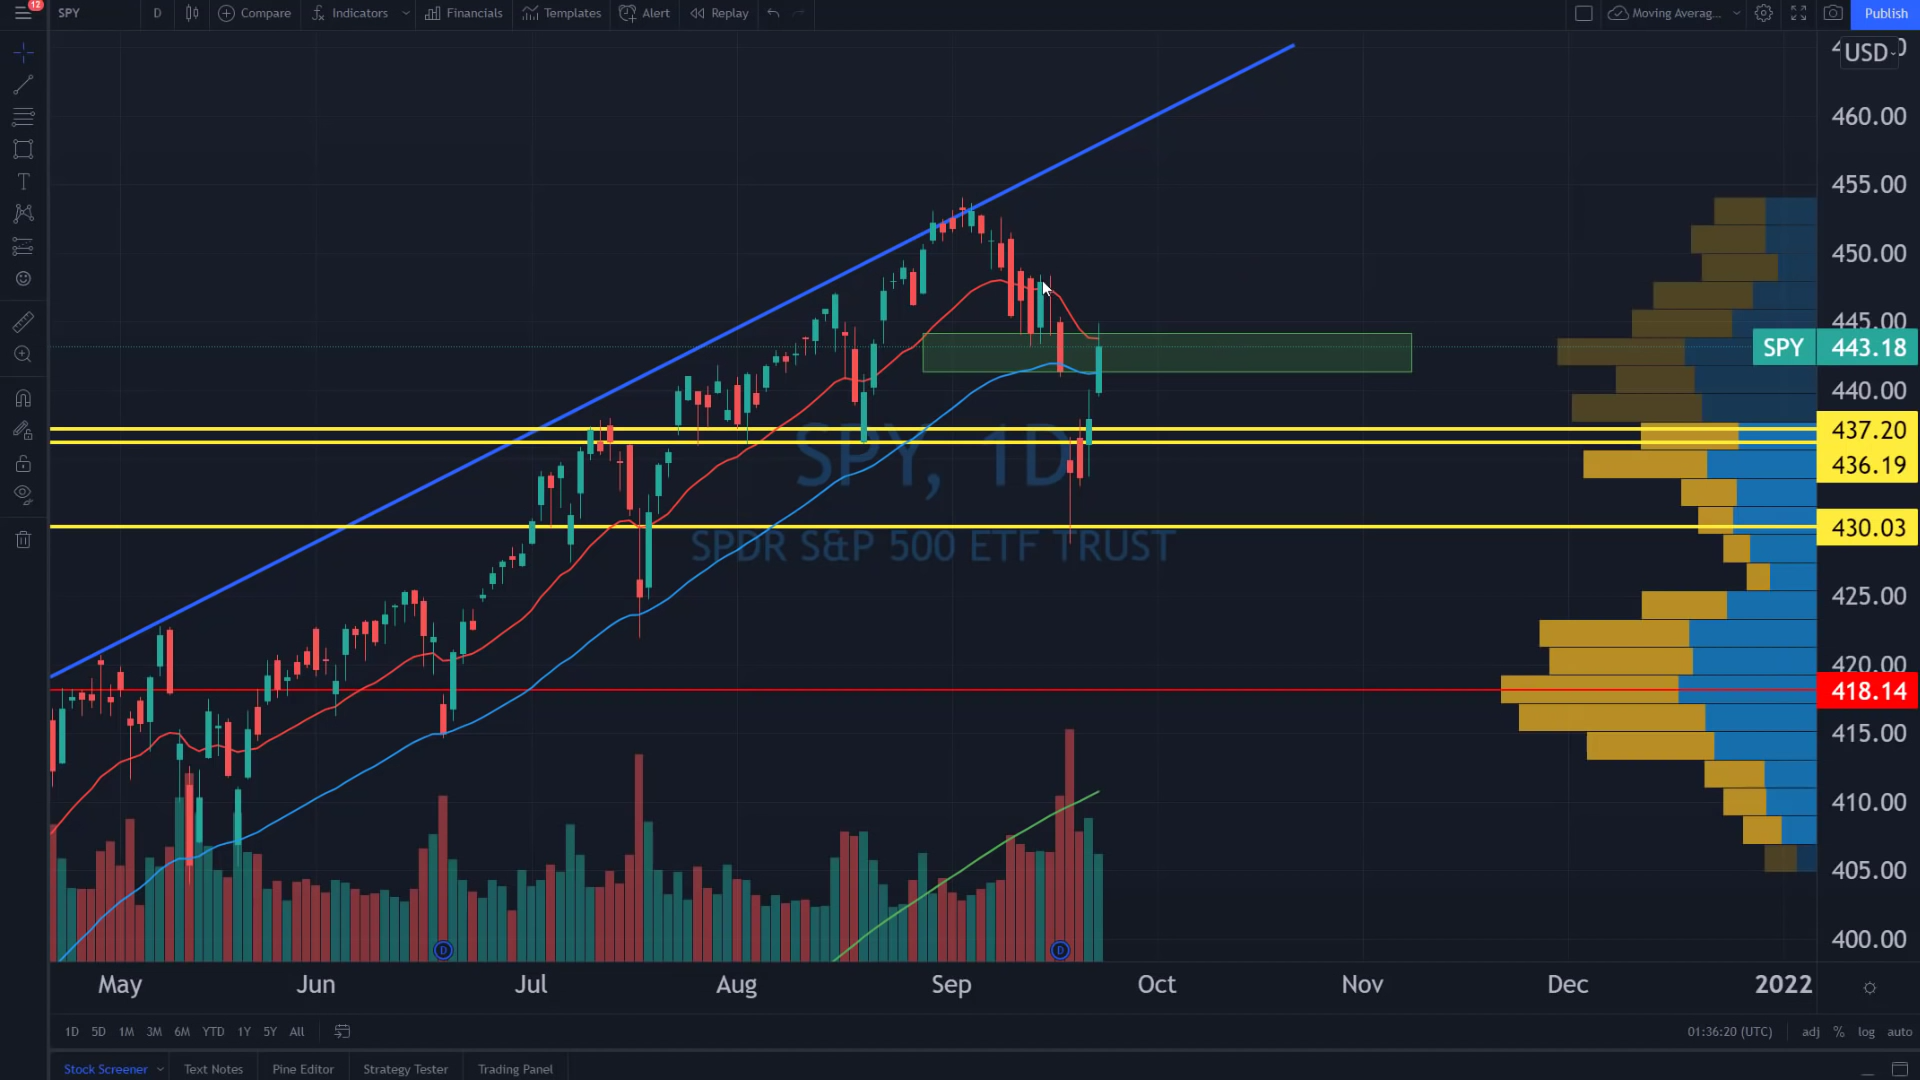 12
SPY
D
Compare
Indicators
Financials
Templates
Alert
Replay
Moving Averag...
Publish
USD
460.00
455.00
450.00
445.00
SPY 443.18
440.00
437.20
436.19
430.03
425.00
420.00
418.14
415.00
410.00
405.00
400.00
SPY, 1D
SPDR S&P 500 ETF TRUST
D
D
May Jun Jul Aug Sep Oct Nov Dec 2022
1D 5D 1M 3M 6M YTD 1Y 5Y All
01:36:20 (UTC) adj % log auto
Stock Screener Text Notes Pine Editor Strategy Tester Trading Panel